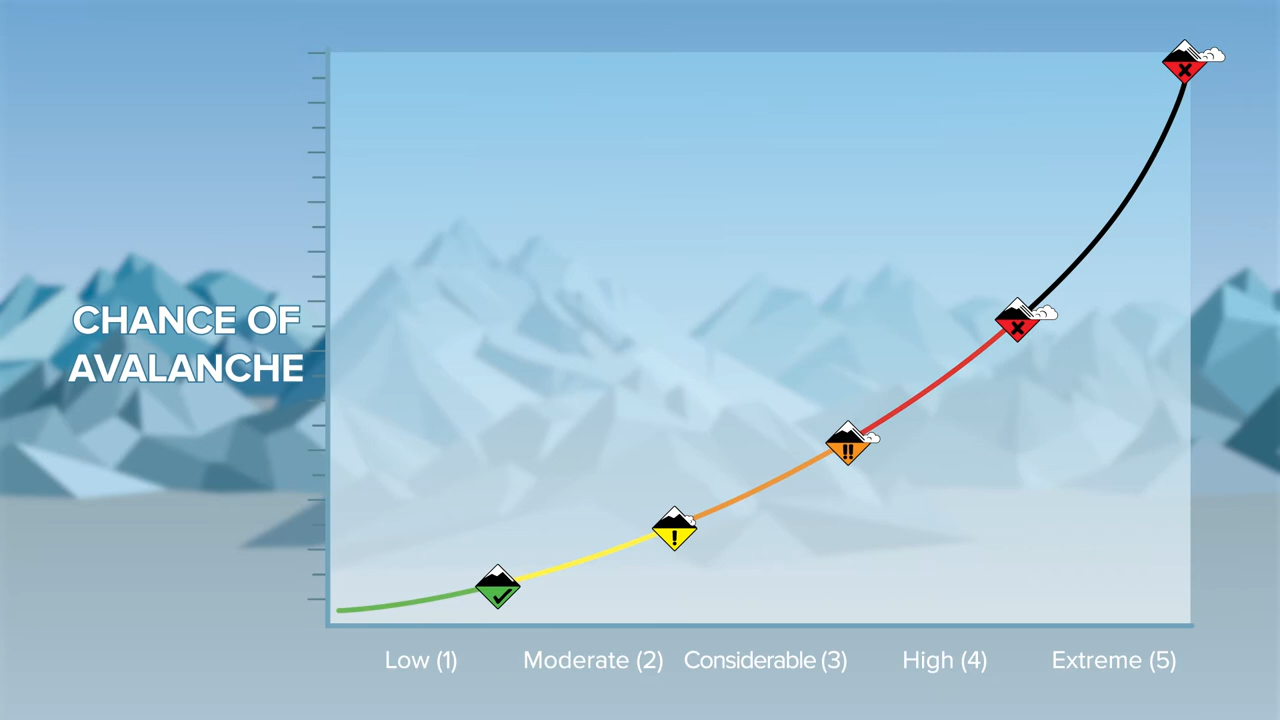 CHANCE OF
AVALANCHE
Low (1) Moderate (2) Considerable (3) High (4) Extreme (5)